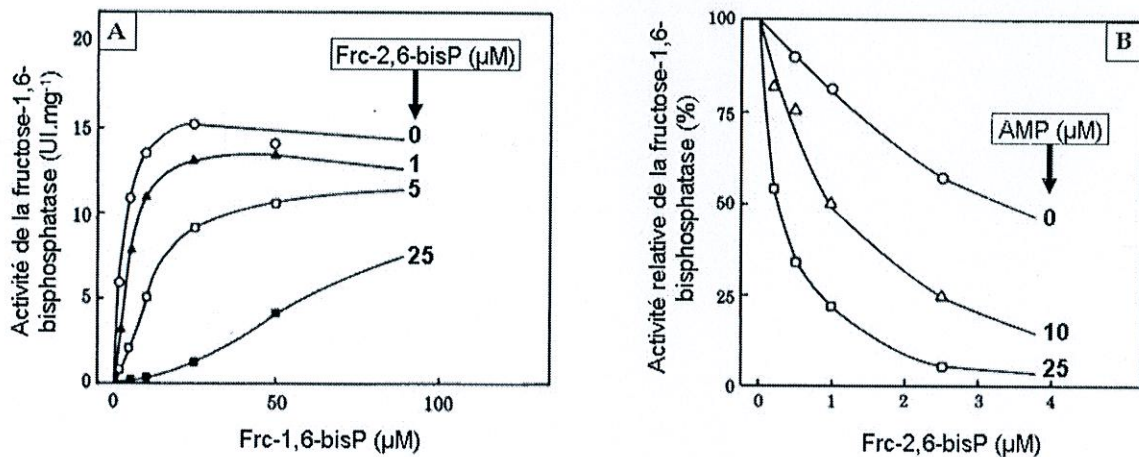 A
Activité de la fructose-1,6-
bisphosphatase (UI.mg-1)
20
15
10
5
0
Frc-2,6-bisP (µM)
0
1
5
25
0
50
100
Frc-1,6-bisP (µM)
B
Activité relative de la fructose-1,6-
bisphosphatase (%)
100
75
50
25
0
AMP (µM)
0
10
25
0
1
2
3
4
Frc-2,6-bisP (µM)